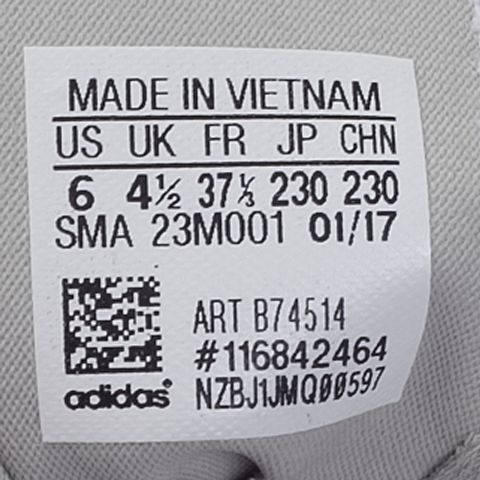 MADE IN VIETNAM
US UK FR JP CHN
6 4½ 37⅓ 230 230
SMA 23M001 01/17
ART B74514
#116842464
adidas® NZBJ1JMQ00597